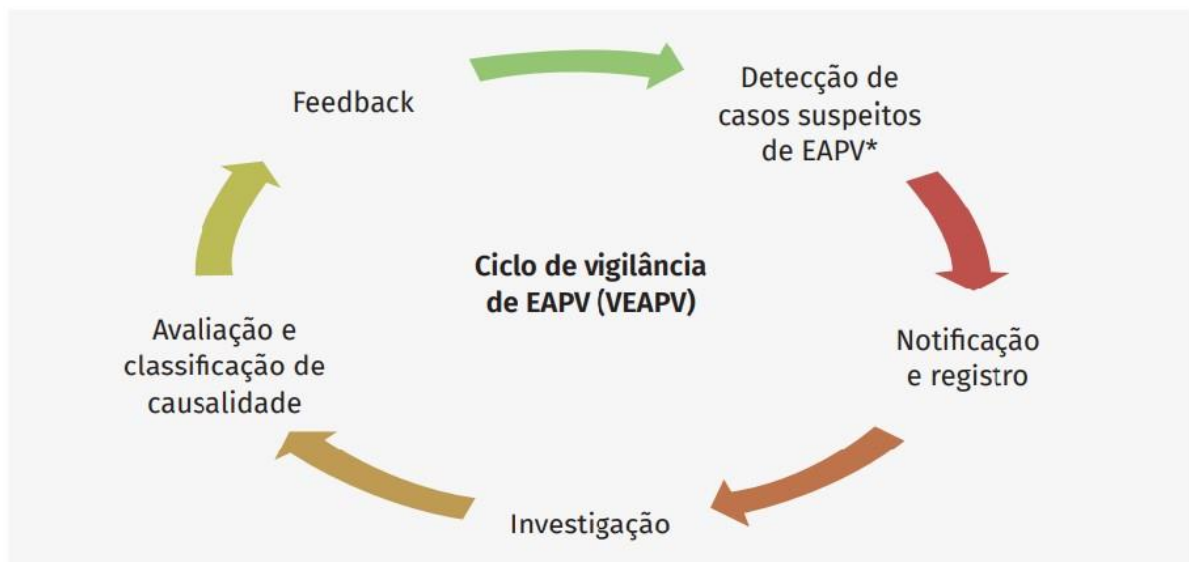 Feedback
Detecção de
casos suspeitos
de EAPV*
Ciclo de vigilância
de EAPV (VEAPV)
Notificação
e registro
Avaliação e
classificação de
causalidade
Investigação